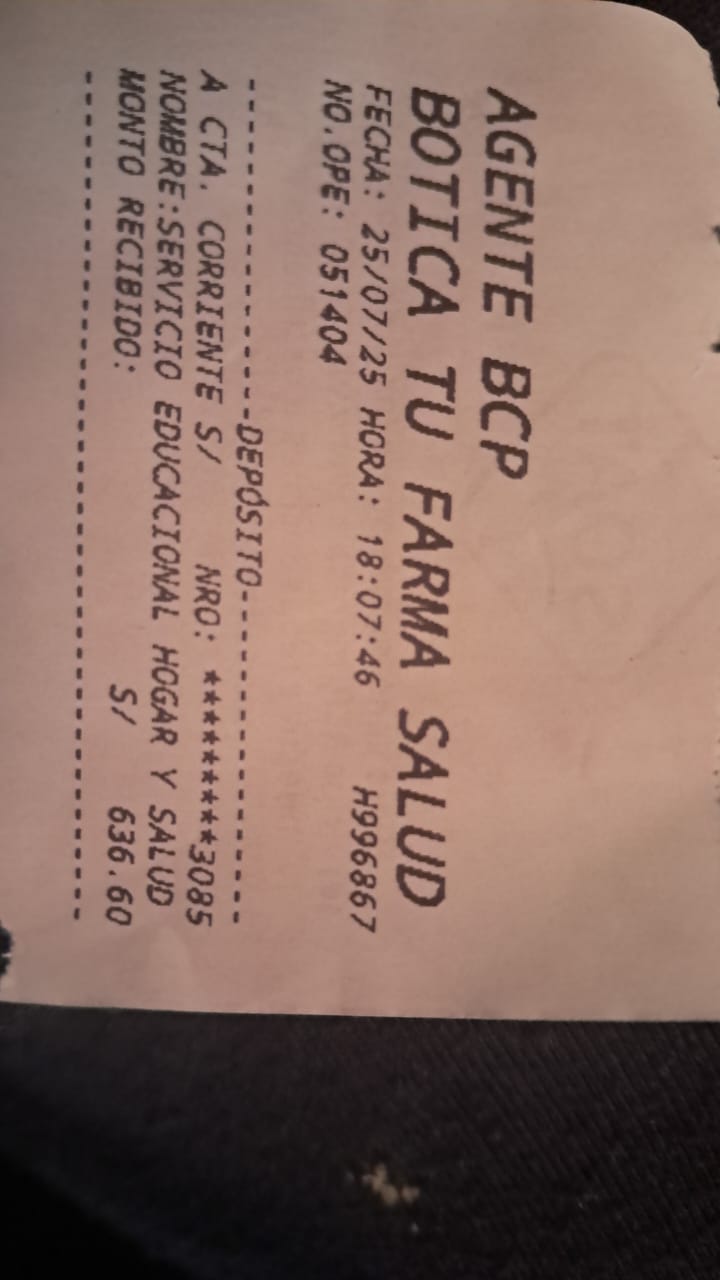 AGENTE BCP
BOTICA TU FARMA SALUD
FECHA: 25/07/25 HORA: 18:07:46 H996867
NO.OPE: 051404
------------DEPÓSITO------------------------
A CTA. CORRIENTE S/ NRO: **********3085
NOMBRE:SERVICIO EDUCACIONAL HOGAR Y SALUD
MONTO RECIBIDO: S/ 636.60
--------------------------------------------